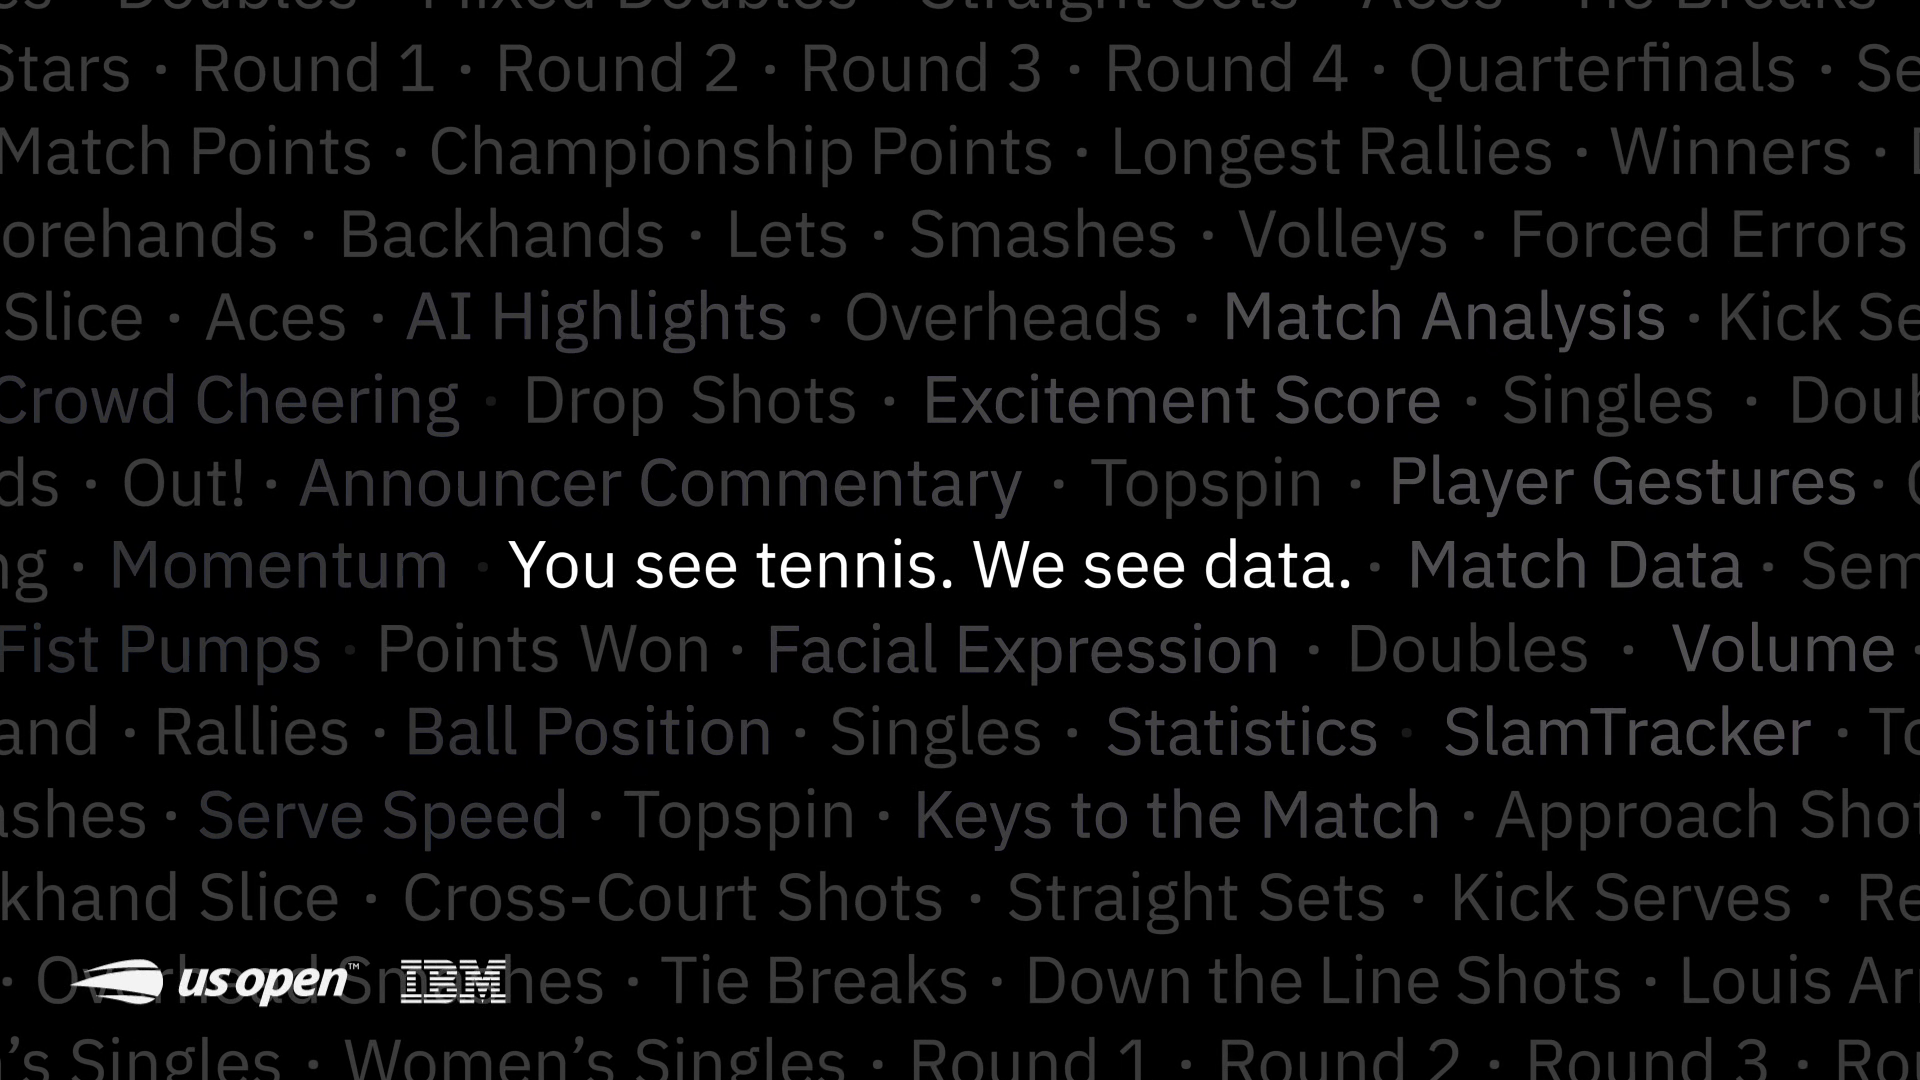 Doubles · Mixed Doubles · Straight Sets · Aces · Tie Breaks
Stars · Round 1 · Round 2 · Round 3 · Round 4 · Quarterfinals · Se
Match Points · Championship Points · Longest Rallies · Winners ·
orehands · Backhands · Lets · Smashes · Volleys · Forced Errors
Slice · Aces · AI Highlights · Overheads · Match Analysis · Kick Se
Crowd Cheering · Drop Shots · Excitement Score · Singles · Doub
ds · Out! · Announcer Commentary · Topspin · Player Gestures ·
ng · Momentum · You see tennis. We see data. · Match Data · Sem
Fist Pumps · Points Won · Facial Expression · Doubles · Volume ·
and · Rallies · Ball Position · Singles · Statistics · SlamTracker · To
ashes · Serve Speed · Topspin · Keys to the Match · Approach Shot
khand Slice · Cross-Court Shots · Straight Sets · Kick Serves · Re
· Overhead Smashes · Tie Breaks · Down the Line Shots · Louis Ar
us open™ IBM
's Singles · Women's Singles · Round 1 · Round 2 · Round 3 · Rou